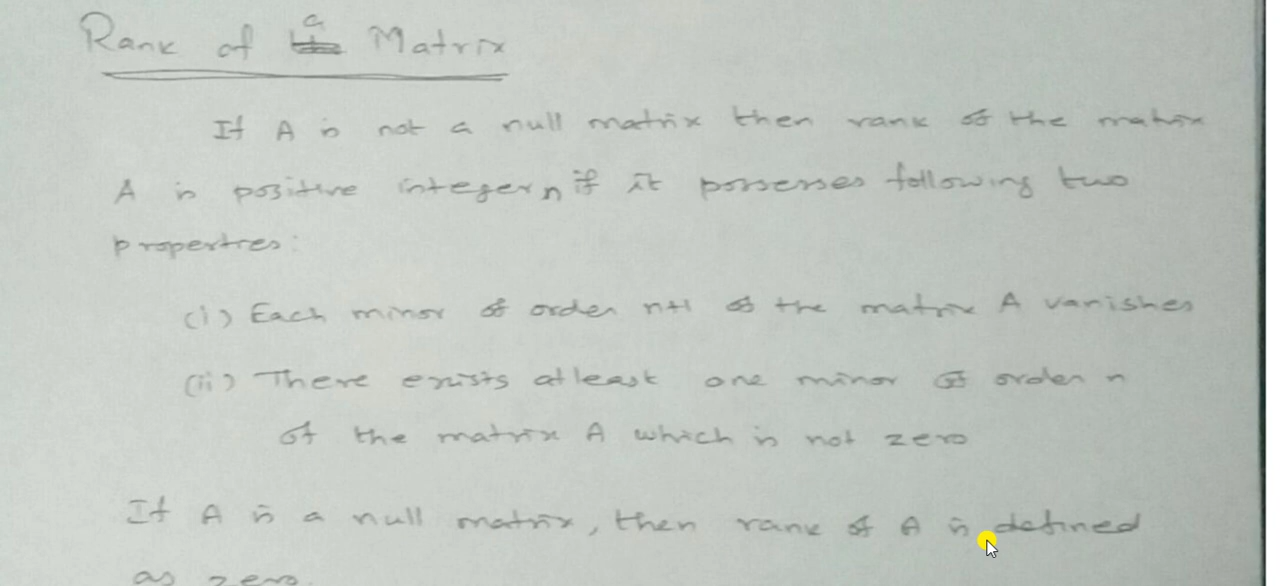 Rank of a Matrix
If A is not a null matrix then rank of the matrix
A is positive integer n if it possesses following two
properties:
(i) Each minor of order n+1 of the matrix A vanishes
(ii) There exists atleast one minor of order n
of the matrix A which is not zero
If A is a null matrix, then rank of A is defined
as zero.